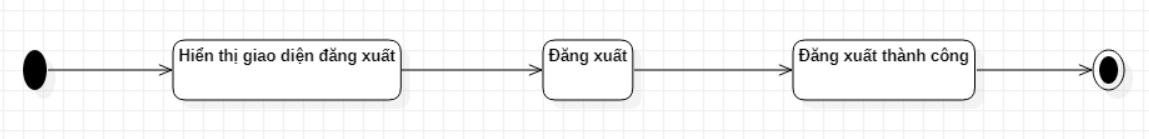 Hiển thị giao diện đăng xuất
Đăng xuất
Đăng xuất thành công